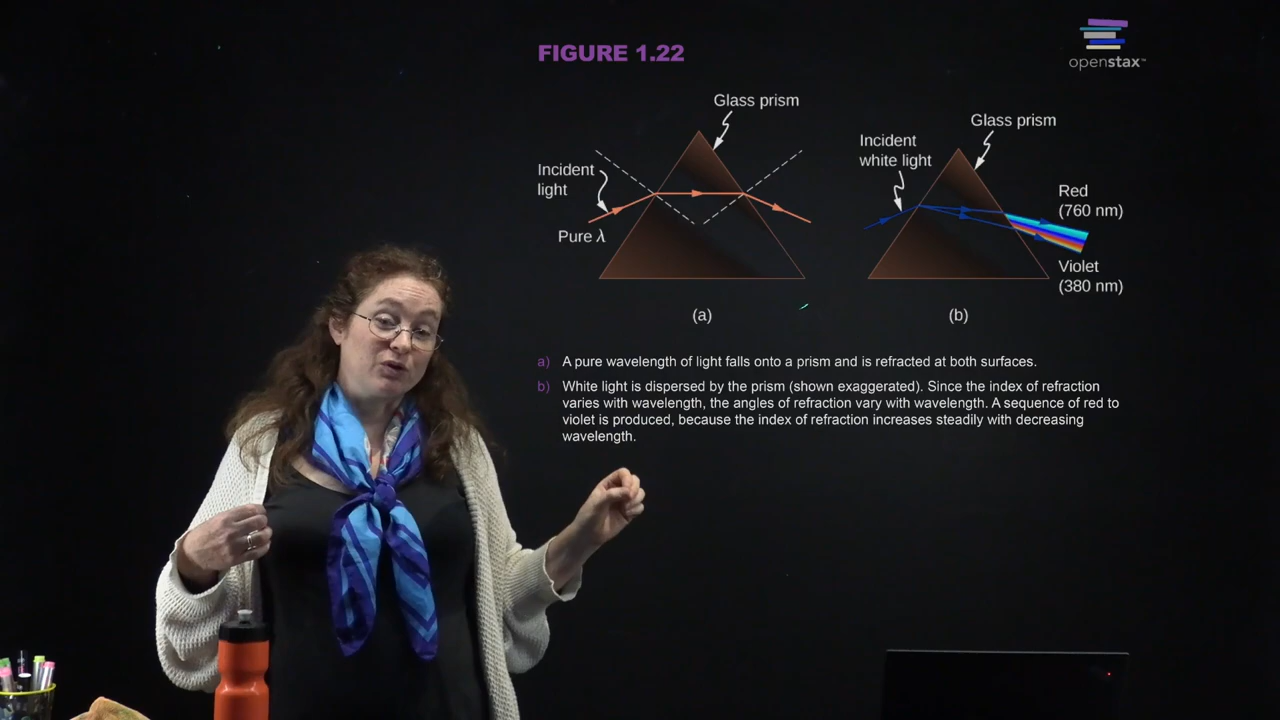 FIGURE 1.22
openstax™
Glass prism
Incident
light
Pure λ
(a)
Glass prism
Incident
white light
Red
(760 nm)
Violet
(380 nm)
(b)
a) A pure wavelength of light falls onto a prism and is refracted at both surfaces.
b) White light is dispersed by the prism (shown exaggerated). Since the index of refraction
varies with wavelength, the angles of refraction vary with wavelength. A sequence of red to
violet is produced, because the index of refraction increases steadily with decreasing
wavelength.